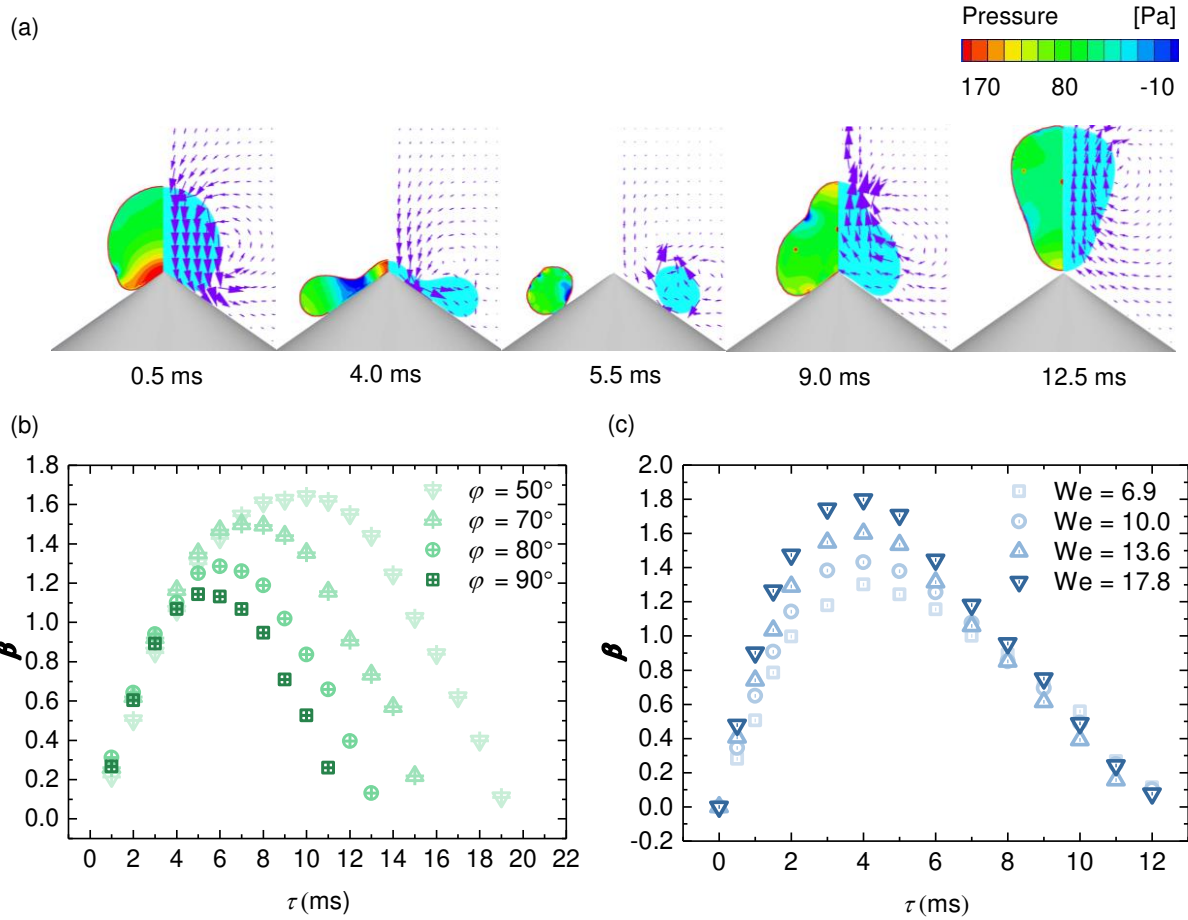 (a)
Pressure [Pa]
170 80 -10
0.5 ms 4.0 ms 5.5 ms 9.0 ms 12.5 ms
(b)
1.8
1.6
1.4
1.2
1.0
0.8
0.6
0.4
0.2
0.0
β
φ = 50°
φ = 70°
φ = 80°
φ = 90°
0 2 4 6 8 10 12 14 16 18 20 22
τ (ms)
(c)
2.0
1.8
1.6
1.4
1.2
1.0
0.8
0.6
0.4
0.2
0.0
-0.2
β
We = 6.9
We = 10.0
We = 13.6
We = 17.8
0 2 4 6 8 10 12
τ (ms)